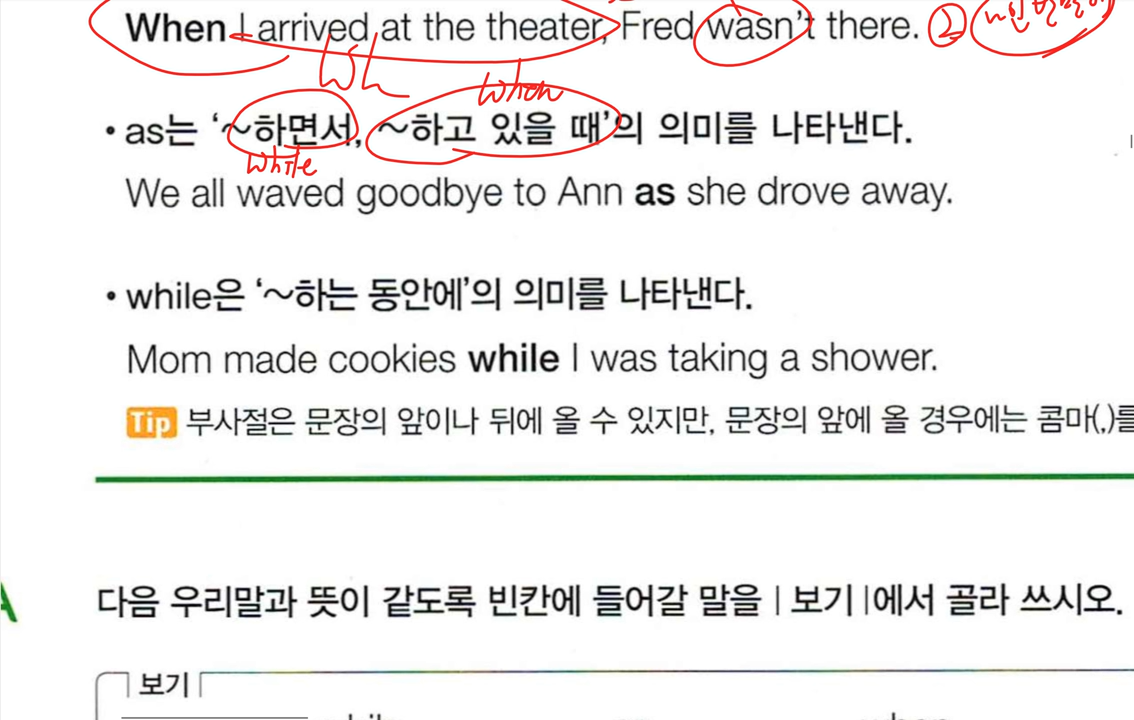 When I arrived at the theater, Fred wasn't there. ②
wh
when
• as는 '~하면서, ~하고 있을 때'의 의미를 나타낸다.
while
We all waved goodbye to Ann as she drove away.
• while은 '~하는 동안에'의 의미를 나타낸다.
Mom made cookies while I was taking a shower.
Tip 부사절은 문장의 앞이나 뒤에 올 수 있지만, 문장의 앞에 올 경우에는 콤마(,)를
A 다음 우리말과 뜻이 같도록 빈칸에 들어갈 말을 | 보기 |에서 골라 쓰시오.
보기